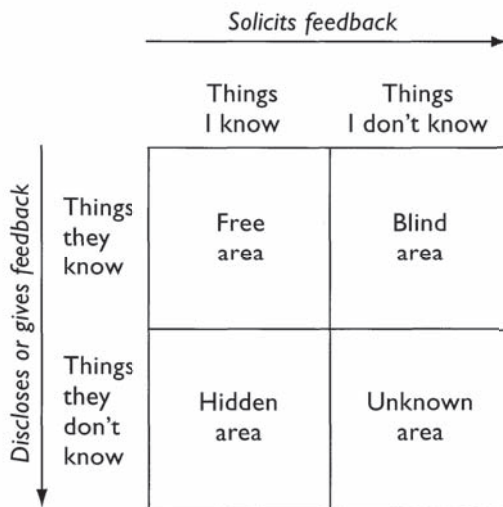 Solicits feedback
Things
I know
Things
I don't know
Discloses or gives feedback
Things
they
know
Free
area
Blind
area
Things
they
don't
know
Hidden
area
Unknown
area